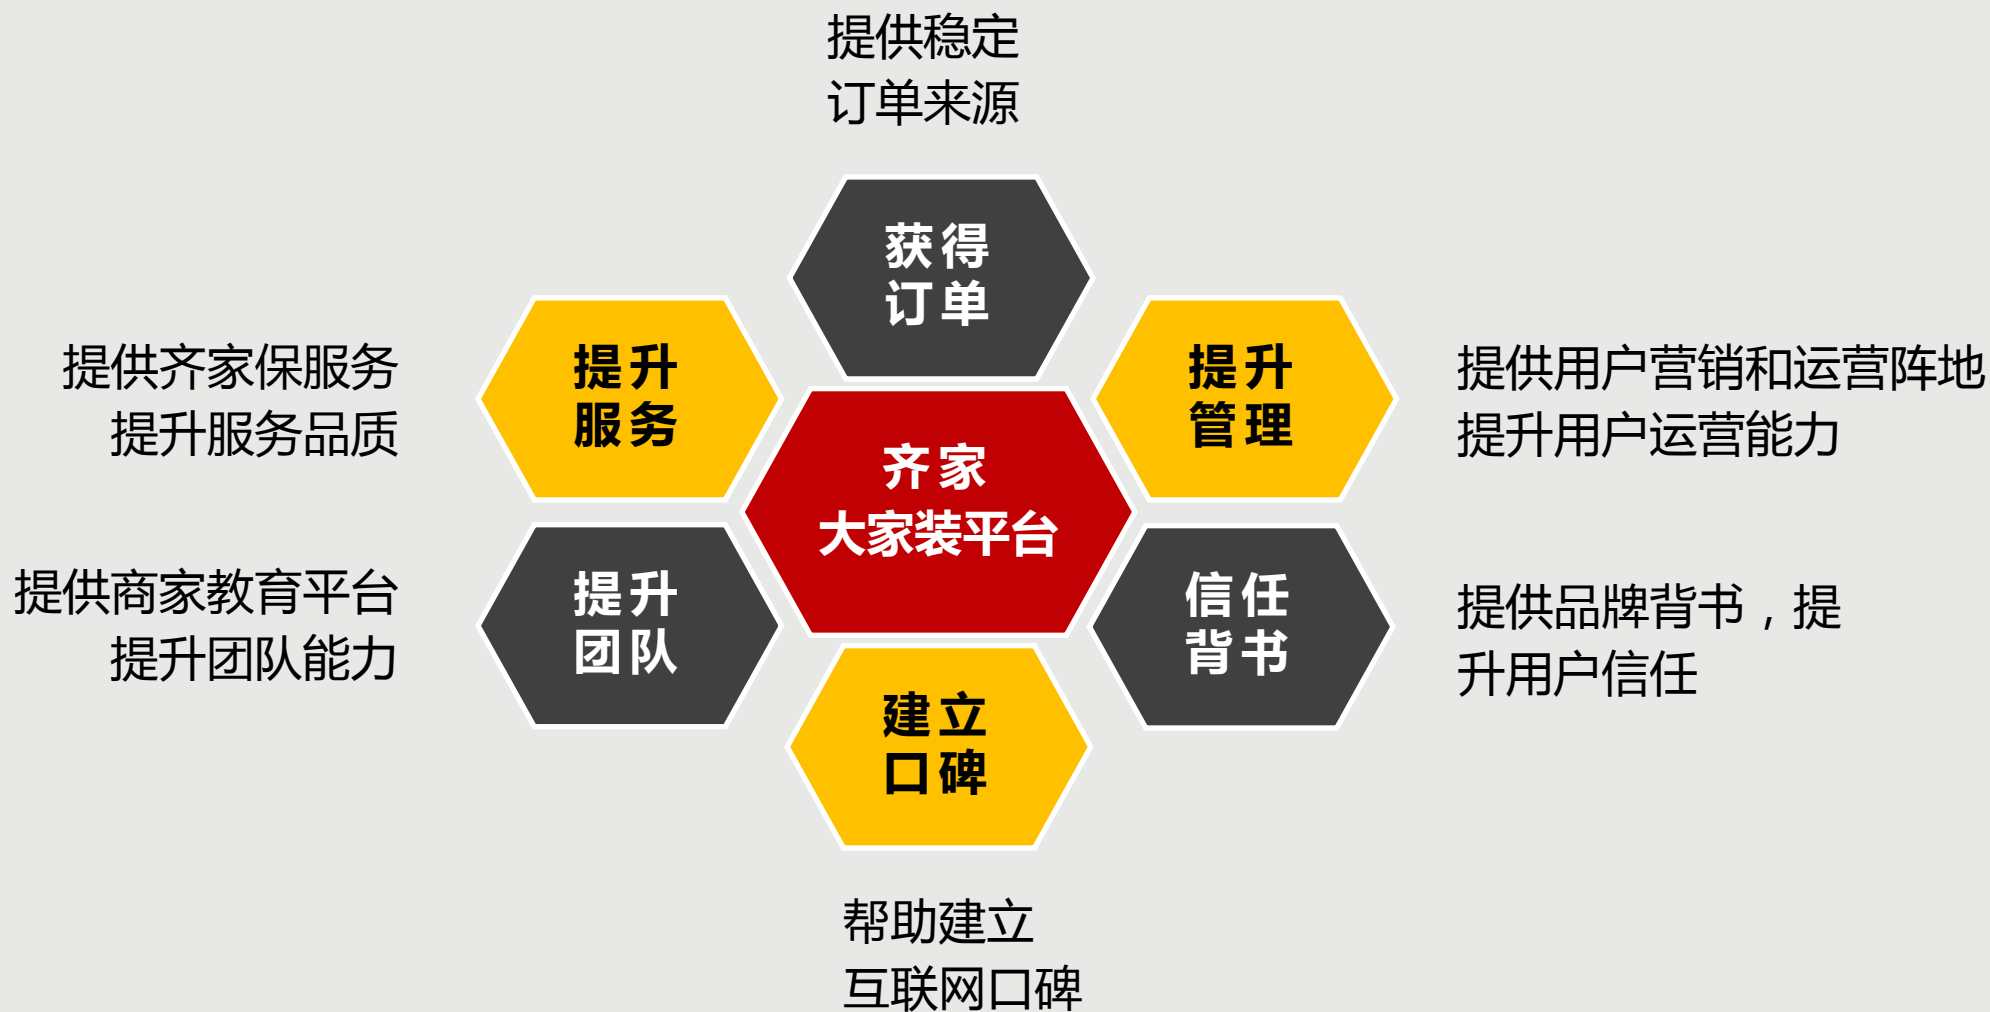 提供稳定
订单来源
获得
订单
提供齐家保服务
提升服务品质
提升
服务
提升
管理
提供用户营销和运营阵地
提升用户运营能力
齐家
大家装平台
提供商家教育平台
提升团队能力
提升
团队
信任
背书
提供品牌背书，提
升用户信任
建立
口碑
帮助建立
互联网口碑